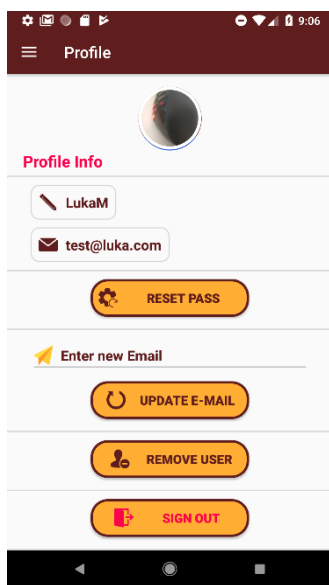 9:06
Profile
Profile Info
LukaM
test@luka.com
RESET PASS
Enter new Email
UPDATE E-MAIL
REMOVE USER
SIGN OUT